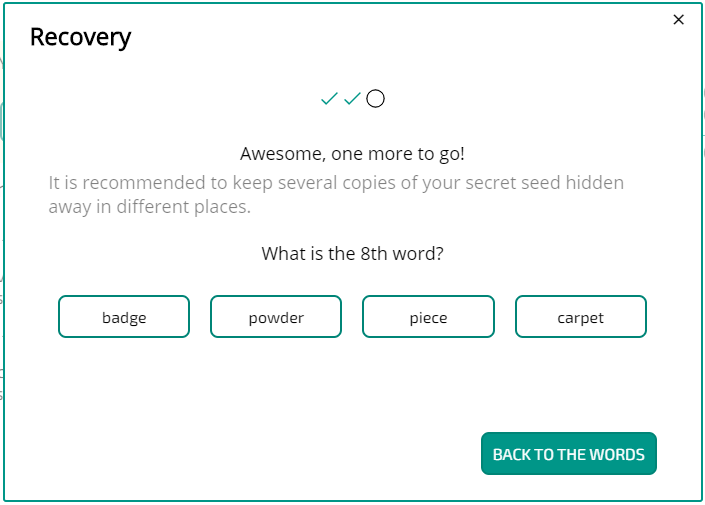 Recovery
Awesome, one more to go!
It is recommended to keep several copies of your secret seed hidden
away in different places.
What is the 8th word?
badge powder piece carpet
BACK TO THE WORDS